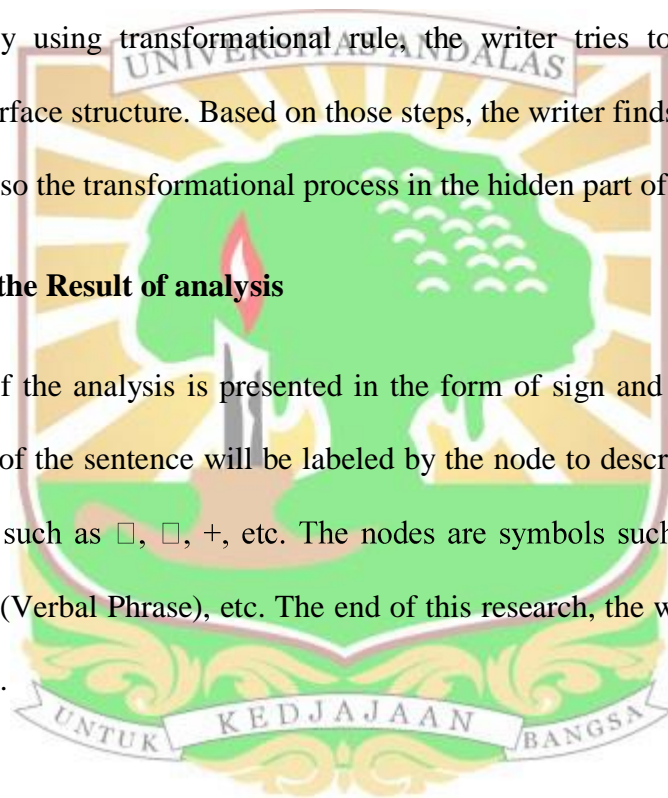 y using transformational rule, the writer tries to
UNIVERSITAS ANDALAS
rface structure. Based on those steps, the writer finds
so the transformational process in the hidden part of
the Result of analysis
f the analysis is presented in the form of sign and
of the sentence will be labeled by the node to descr
such as □, □, +, etc. The nodes are symbols such
(Verbal Phrase), etc. The end of this research, the w
.
UNTUK KEDJAJAAN BANGSA